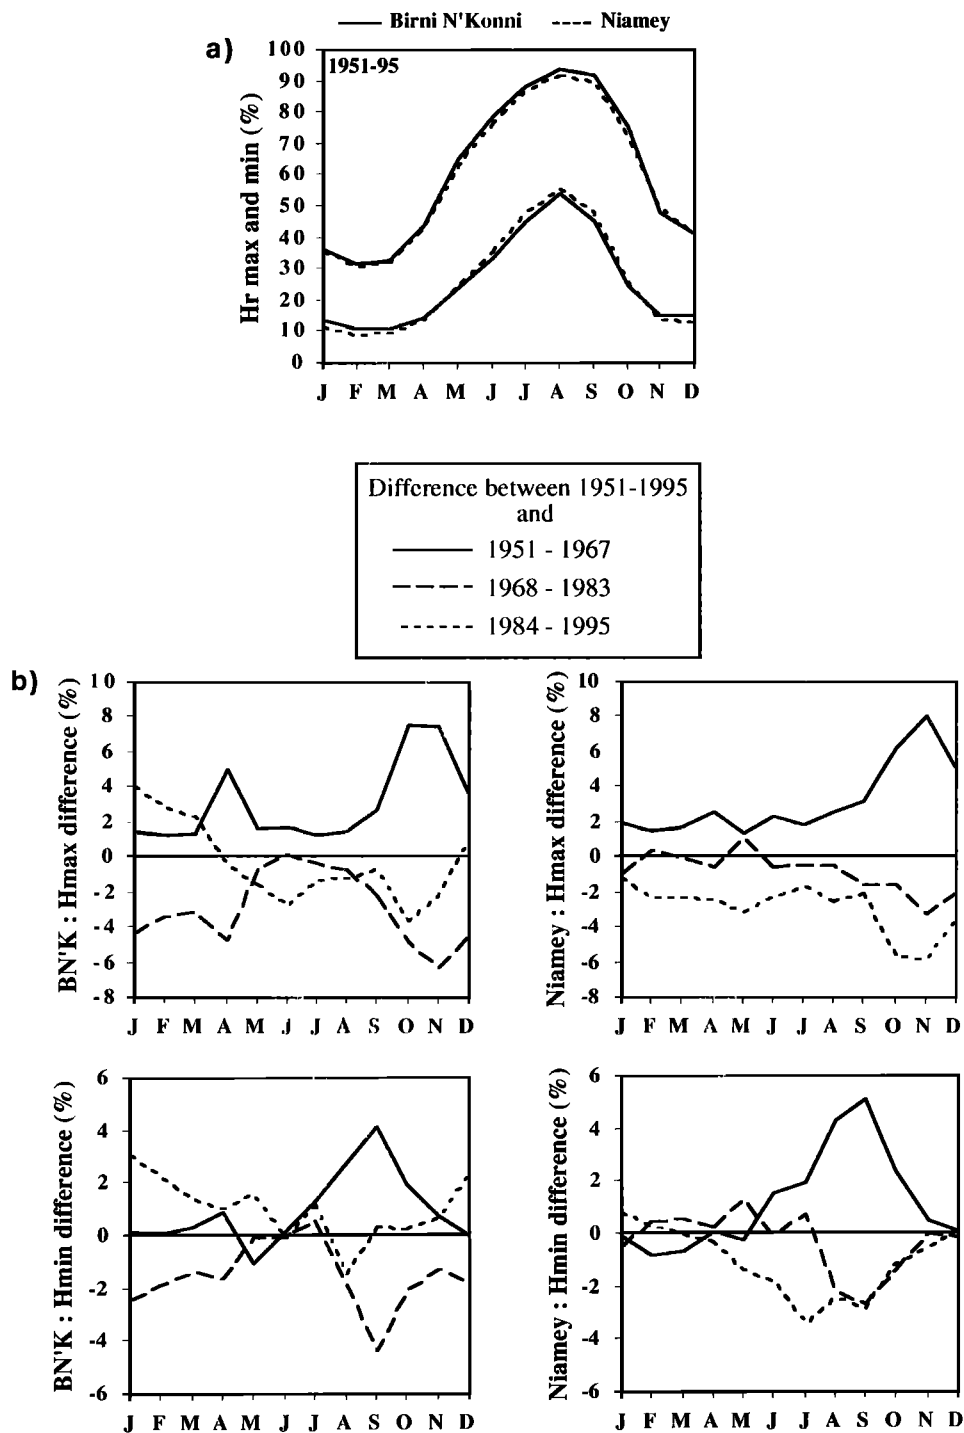 Birni N'Konni   Niamey
a)
1951-95
Hr max and min (%)
100
90
80
70
60
50
40
30
20
10
0
J F M A M J J A S O N D
Difference between 1951-1995
and
1951 - 1967
1968 - 1983
1984 - 1995
b)
BN'K : Hmax difference (%)
10
8
6
4
2
0
-2
-4
-6
-8
J F M A M J J A S O N D
Niamey : Hmax difference (%)
10
8
6
4
2
0
-2
-4
-6
-8
J F M A M J J A S O N D
BN'K : Hmin difference (%)
6
4
2
0
-2
-4
-6
J F M A M J J A S O N D
Niamey : Hmin difference (%)
6
4
2
0
-2
-4
-6
J F M A M J J A S O N D